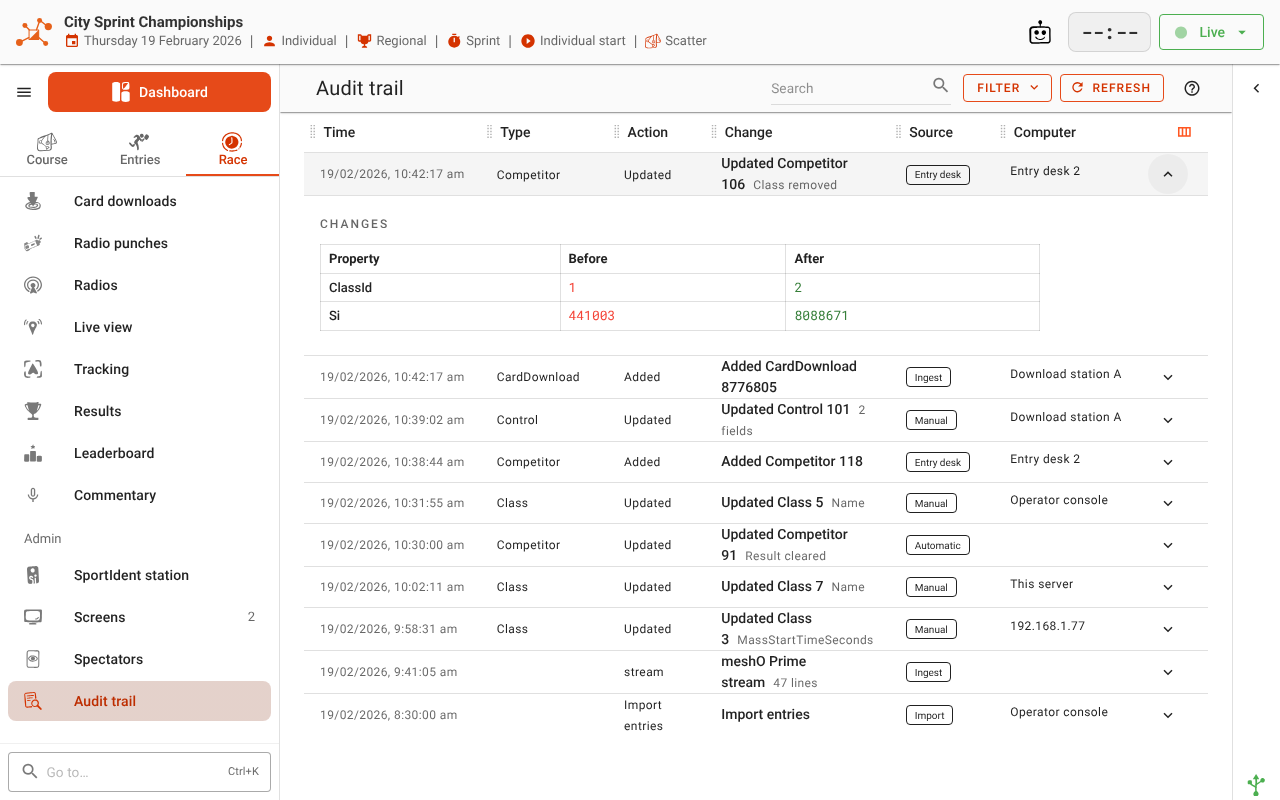 City Sprint Championships
Thursday 19 February 2026 | Individual | Regional | Sprint | Individual start | Scatter
--:--
Live
Dashboard
Course
Entries
Race
Card downloads
Radio punches
Radios
Live view
Tracking
Results
Leaderboard
Commentary
Admin
SportIdent station
Screens 2
Spectators
Audit trail
Go to... Ctrl+K
Audit trail
Search
FILTER
REFRESH
Time Type Action Change Source Computer
19/02/2026, 10:42:17 am Competitor Updated Updated Competitor 106 Class removed Entry desk Entry desk 2
CHANGES
Property Before After
ClassId 1 2
Si 441003 8088671
19/02/2026, 10:42:17 am CardDownload Added Added CardDownload 8776805 Ingest Download station A
19/02/2026, 10:39:02 am Control Updated Updated Control 101 2 fields Manual Download station A
19/02/2026, 10:38:44 am Competitor Added Added Competitor 118 Entry desk Entry desk 2
19/02/2026, 10:31:55 am Class Updated Updated Class 5 Name Manual Operator console
19/02/2026, 10:30:00 am Competitor Updated Updated Competitor 91 Result cleared Automatic
19/02/2026, 10:02:11 am Class Updated Updated Class 7 Name Manual This server
19/02/2026, 9:58:31 am Class Updated Updated Class 3 MassStartTimeSeconds Manual 192.168.1.77
19/02/2026, 9:41:05 am stream meshO Prime stream 47 lines Ingest
19/02/2026, 8:30:00 am Import entries Import entries Import Operator console